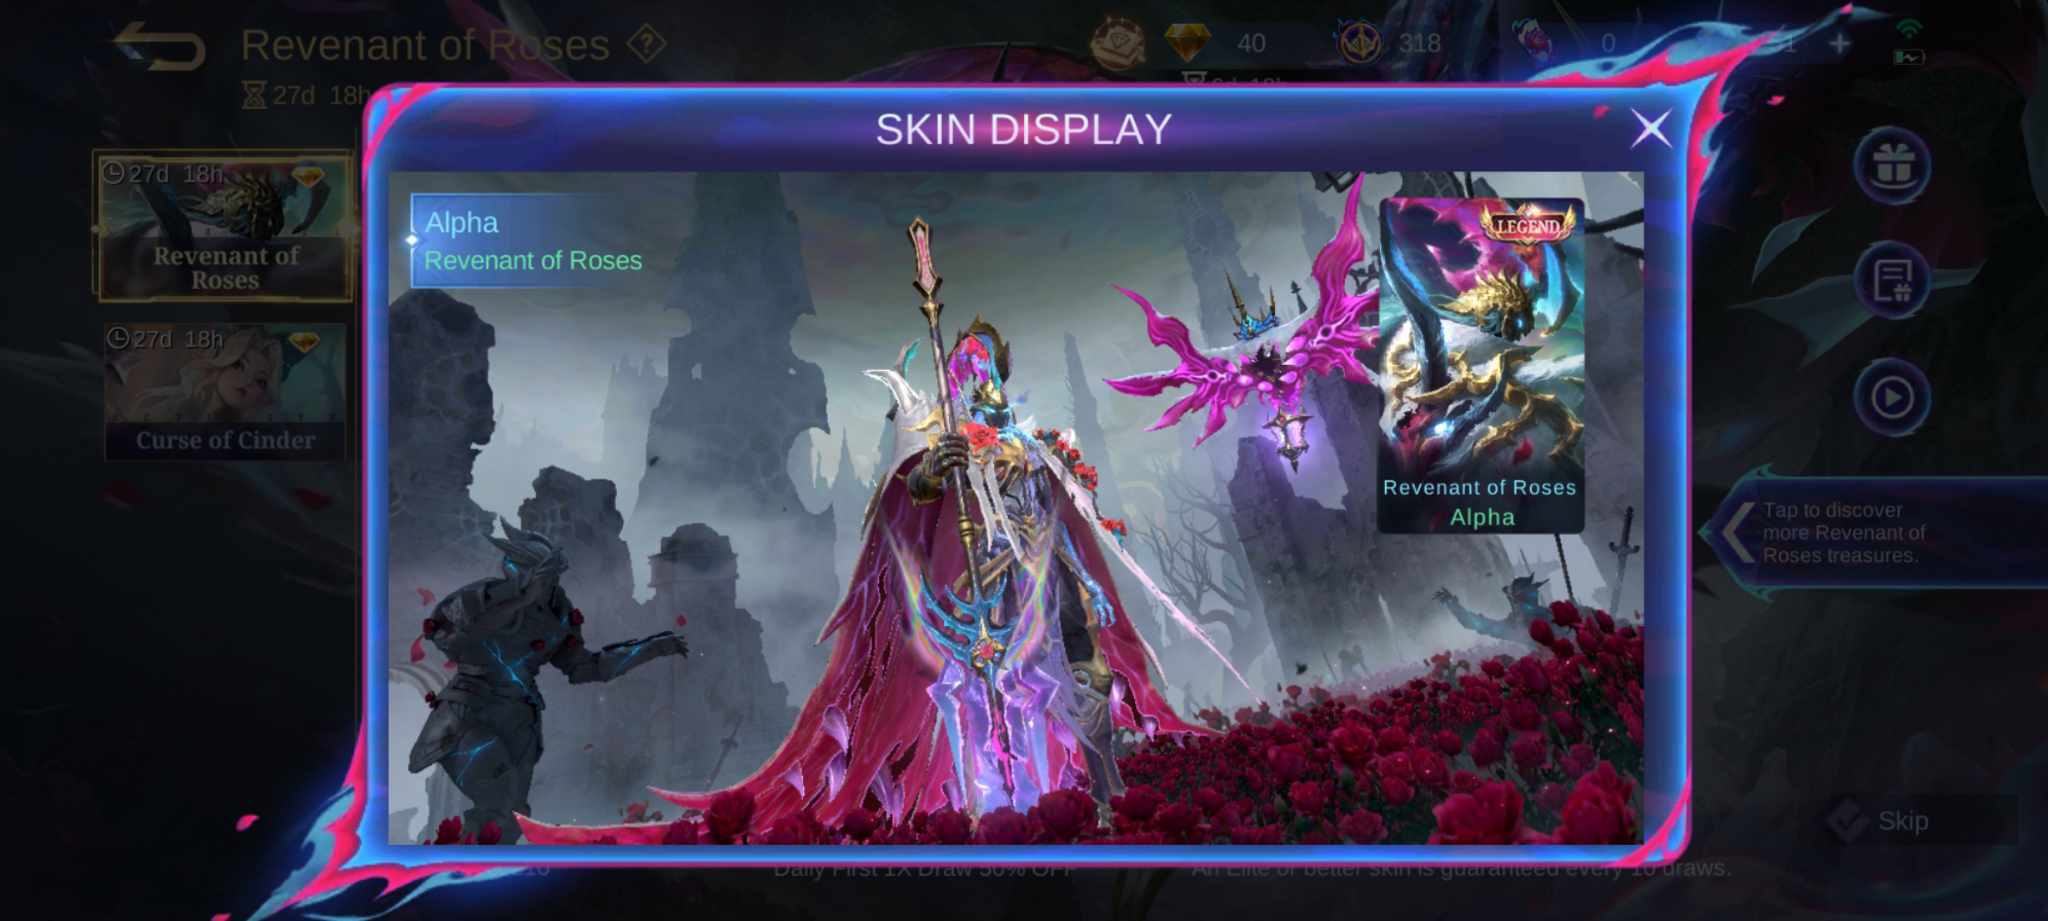 Revenant of Roses ?
40
318
0
27d 18h
SKIN DISPLAY
27d 18h
Revenant of
Roses
27d 18h
Curse of Cinder
Alpha
Revenant of Roses
LEGEND
Revenant of Roses
Alpha
Tap to discover
more Revenant of
Roses treasures.
Skip
Daily First 1X Draw 50% OFF
An Elite or better skin is guaranteed every 10 draws.